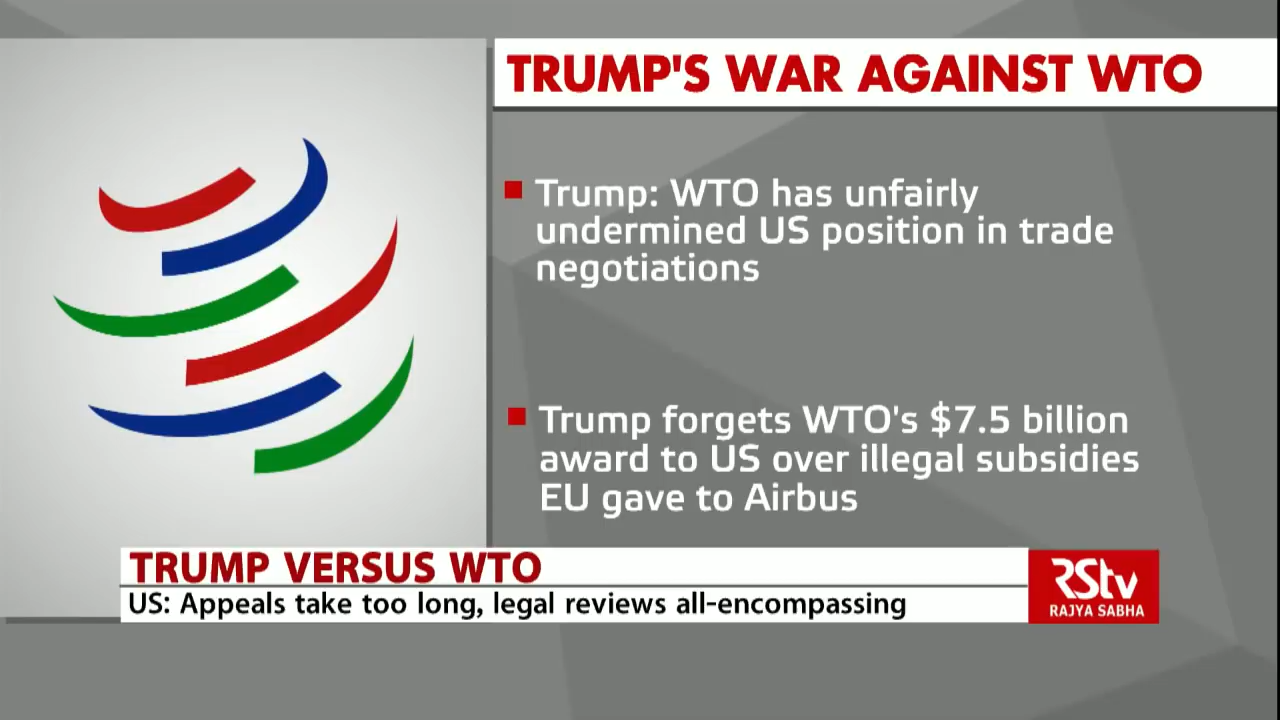 TRUMP'S WAR AGAINST WTO
Trump: WTO has unfairly
undermined US position in trade
negotiations
Trump forgets WTO's $7.5 billion
award to US over illegal subsidies
EU gave to Airbus
TRUMP VERSUS WTO
US: Appeals take too long, legal reviews all-encompassing
RStv
RAJYA SABHA